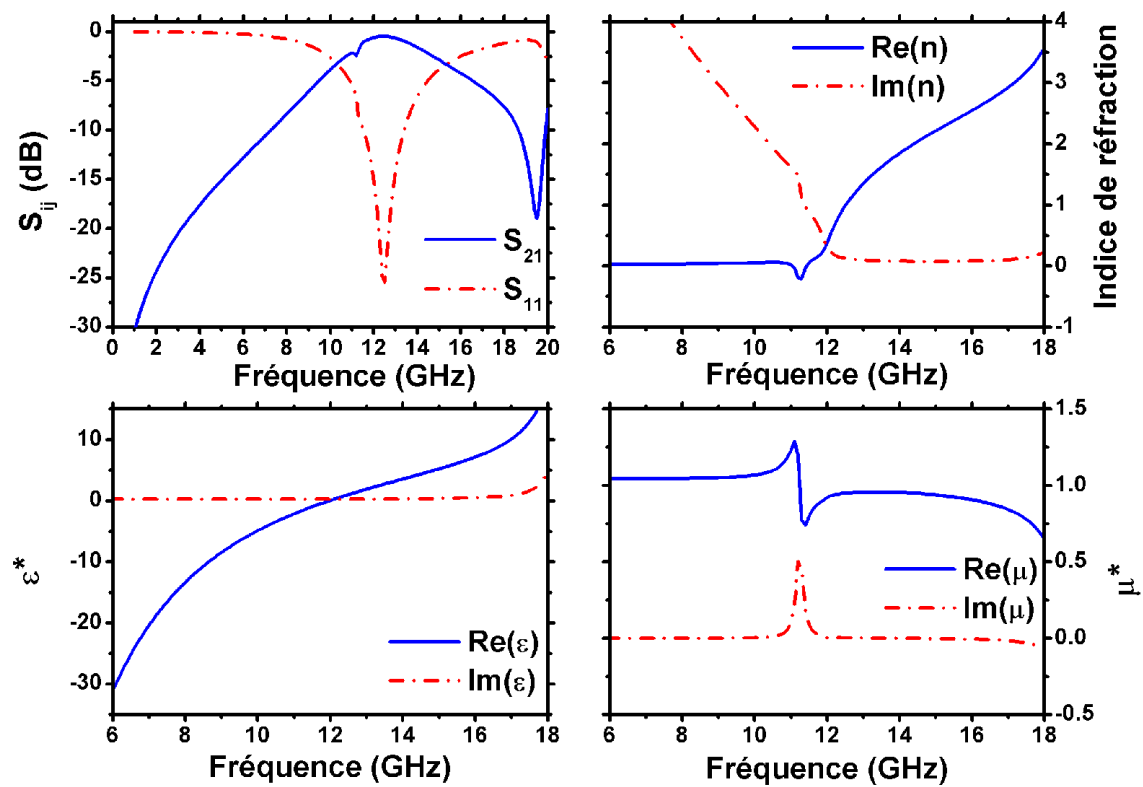 0
-5
-10
-15
-20
-25
-30
S21
S11
0 2 4 6 8 10 12 14 16 18 20
Fréquence (GHz)
Sij (dB)
Re(n)
Im(n)
4
3
2
1
0
-1
6 8 10 12 14 16 18
Fréquence (GHz)
Indice de réfraction
10
0
-10
-20
-30
Re(ε)
Im(ε)
6 8 10 12 14 16 18
Fréquence (GHz)
ε*
1.5
1.0
0.5
0.0
-0.5
Re(μ)
Im(μ)
6 8 10 12 14 16 18
Fréquence (GHz)
μ*